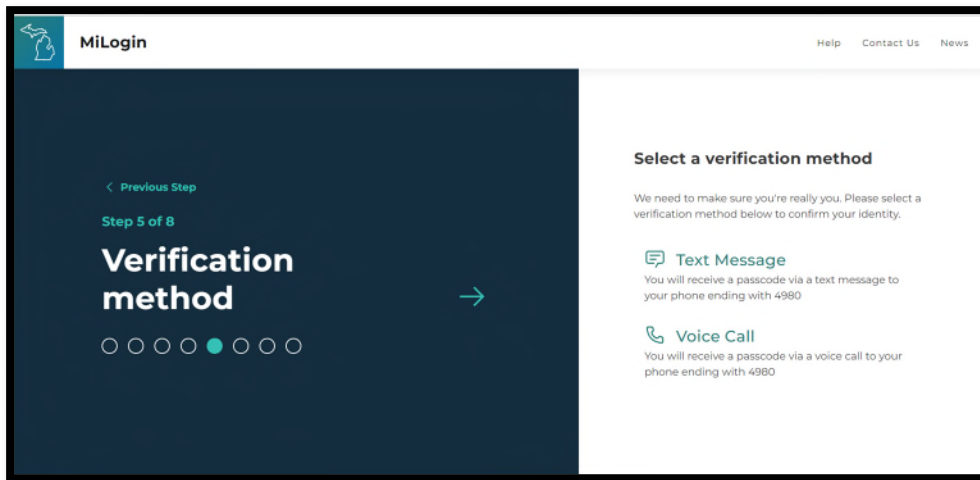 MiLogin
Help Contact Us News
< Previous Step
Step 5 of 8
Verification
method
Select a verification method
We need to make sure you're really you. Please select a
verification method below to confirm your identity.
Text Message
You will receive a passcode via a text message to
your phone ending with 4980
Voice Call
You will receive a passcode via a voice call to your
phone ending with 4980